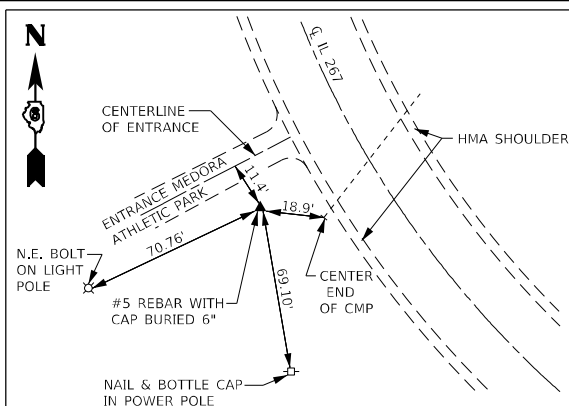 N
6
℄ IL 267
CENTERLINE
OF ENTRANCE
HMA SHOULDER
ENTRANCE MEDORA
ATHLETIC PARK
11.4'
18.9'
70.76'
N.E. BOLT
ON LIGHT
POLE
#5 REBAR WITH
CAP BURIED 6"
69.10'
CENTER
END
OF CMP
NAIL & BOTTLE CAP
IN POWER POLE